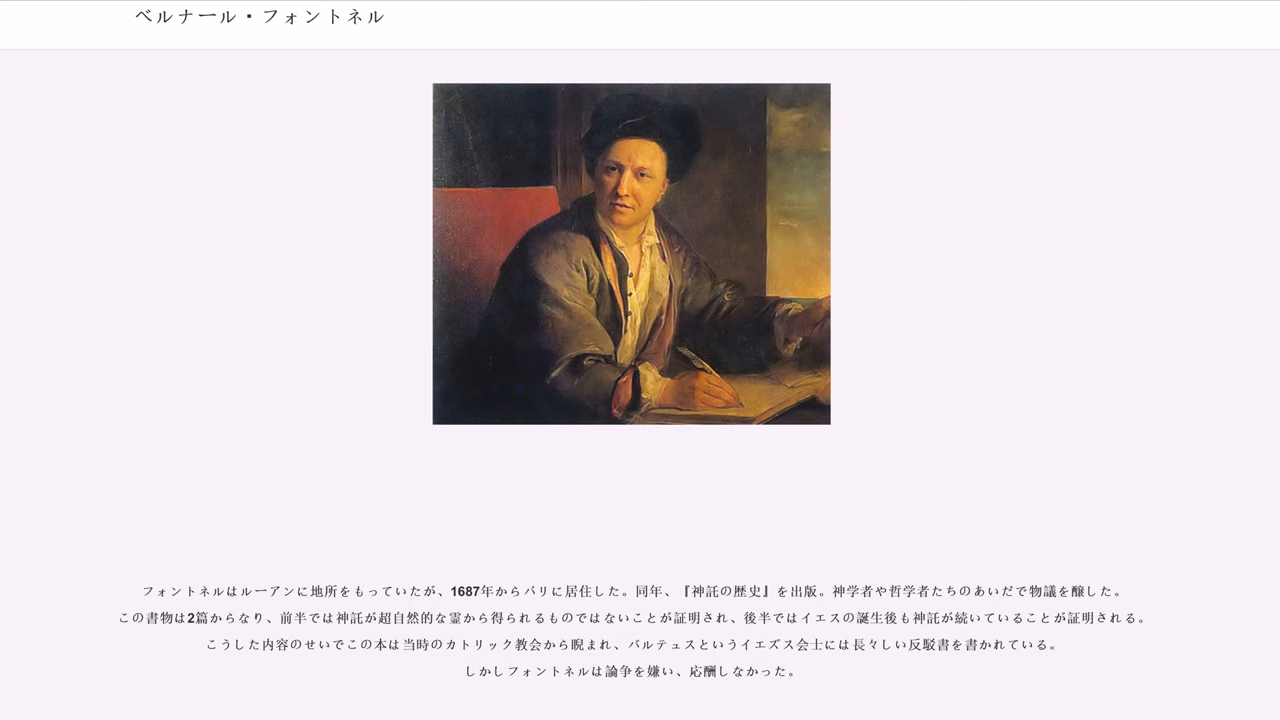 ベルナール・フォントネル
フォントネルはルーアンに地所をもっていたが、1687年からパリに居住した。同年、『神託の歴史』を出版。神学者や哲学者たちのあいだで物議を醸した。
この書物は2篇からなり、前半では神託が超自然的な霊から得られるものではないことが証明され、後半ではイエスの誕生後も神託が続いていることが証明される。
こうした内容のせいでこの本は当時のカトリック教会から睨まれ、バルテュスというイエズス会士には長々しい反駁書を書かれている。
しかしフォントネルは論争を嫌い、応酬しなかった。